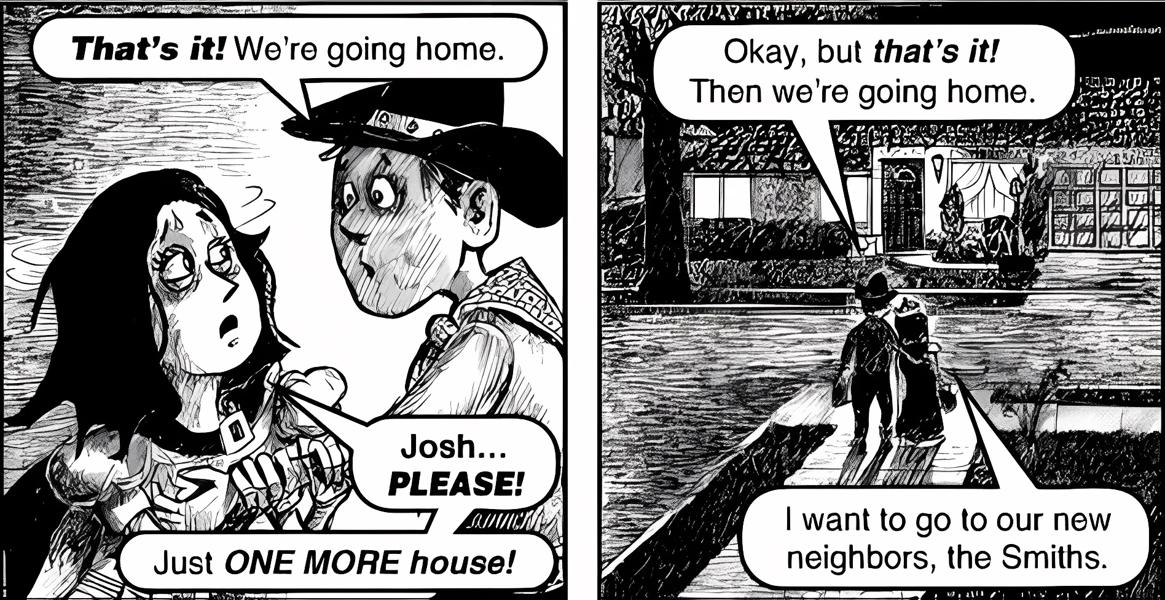 That's it! We're going home.
Josh...
PLEASE!
Just ONE MORE house!
Okay, but that's it!
Then we're going home.
I want to go to our new
neighbors, the Smiths.